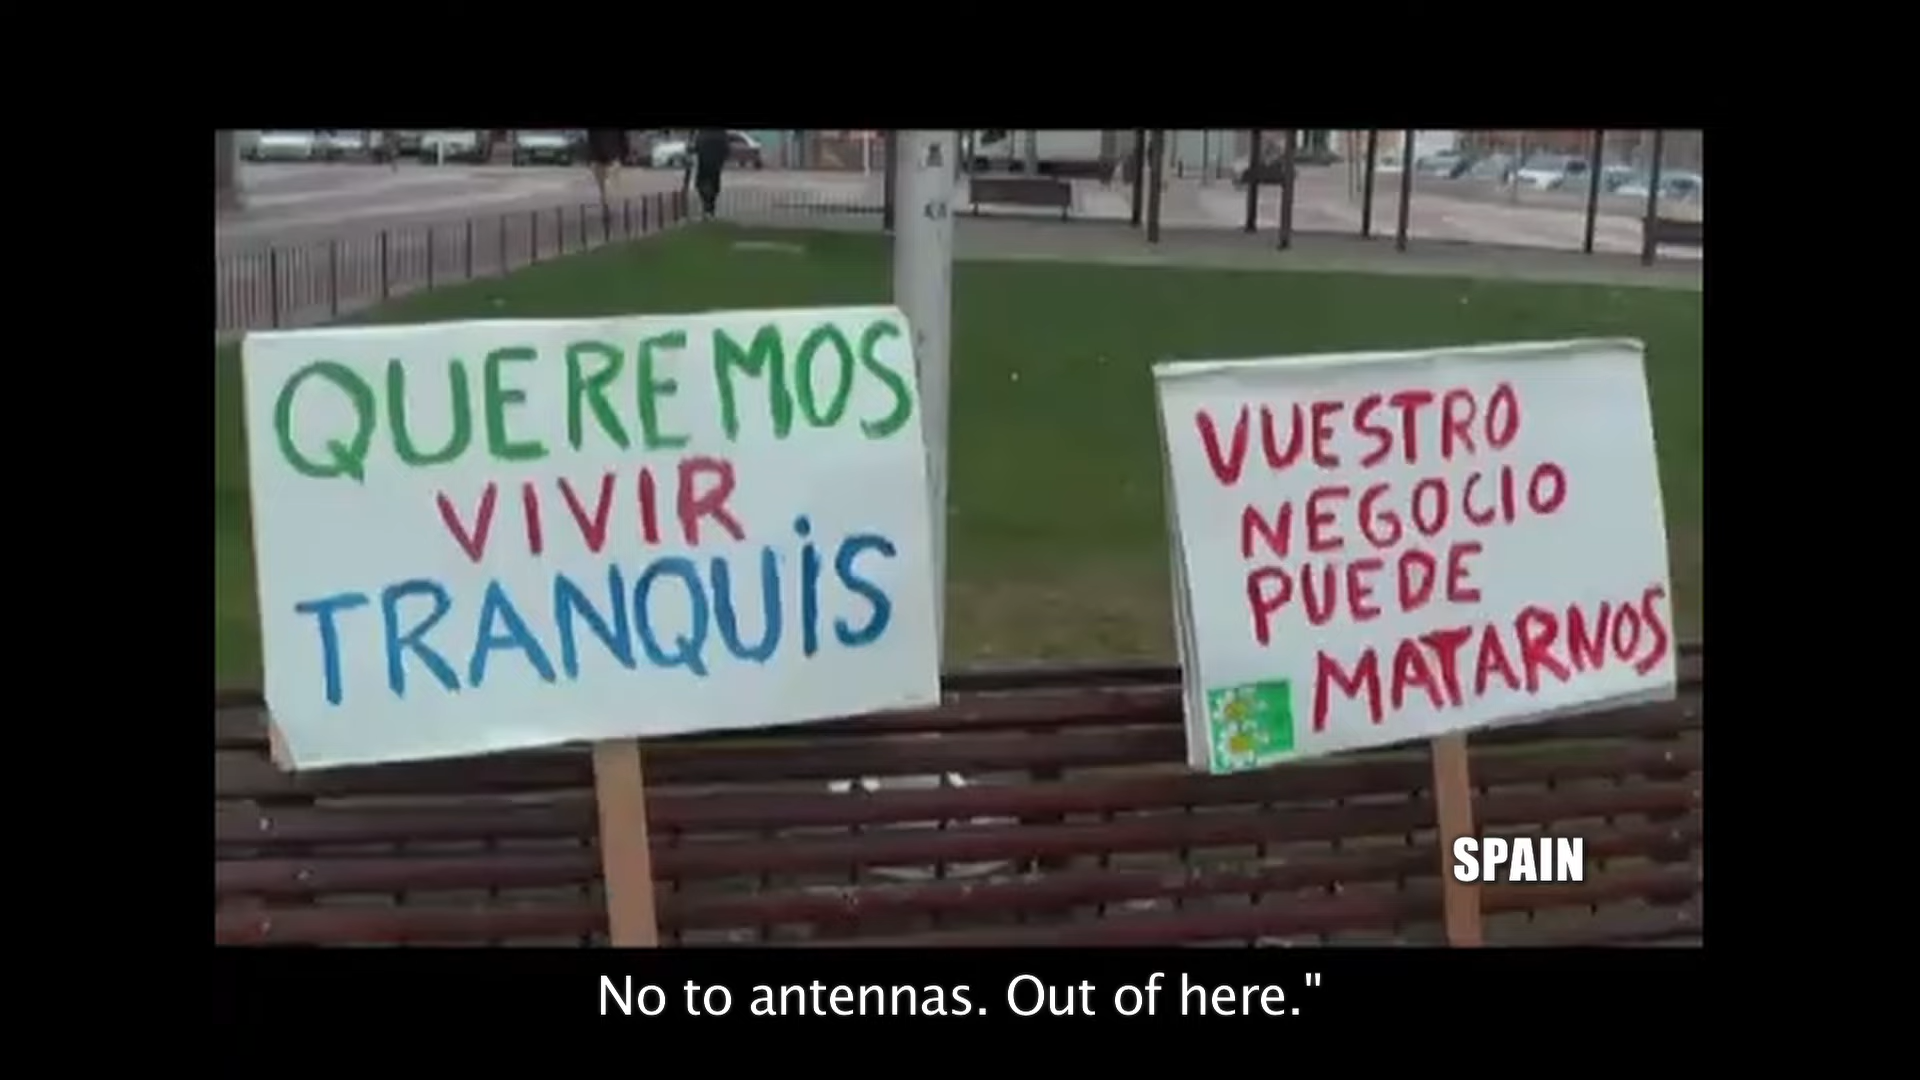 QUEREMOS
VIVIR
TRANQUIS
VUESTRO
NEGOCIO
PUEDE
MATARNOS
SPAIN
No to antennas. Out of here."